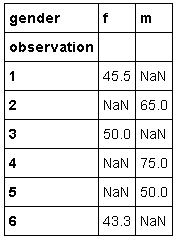 gender f m
observation
1 45.5 NaN
2 NaN 65.0
3 50.0 NaN
4 NaN 75.0
5 NaN 50.0
6 43.3 NaN